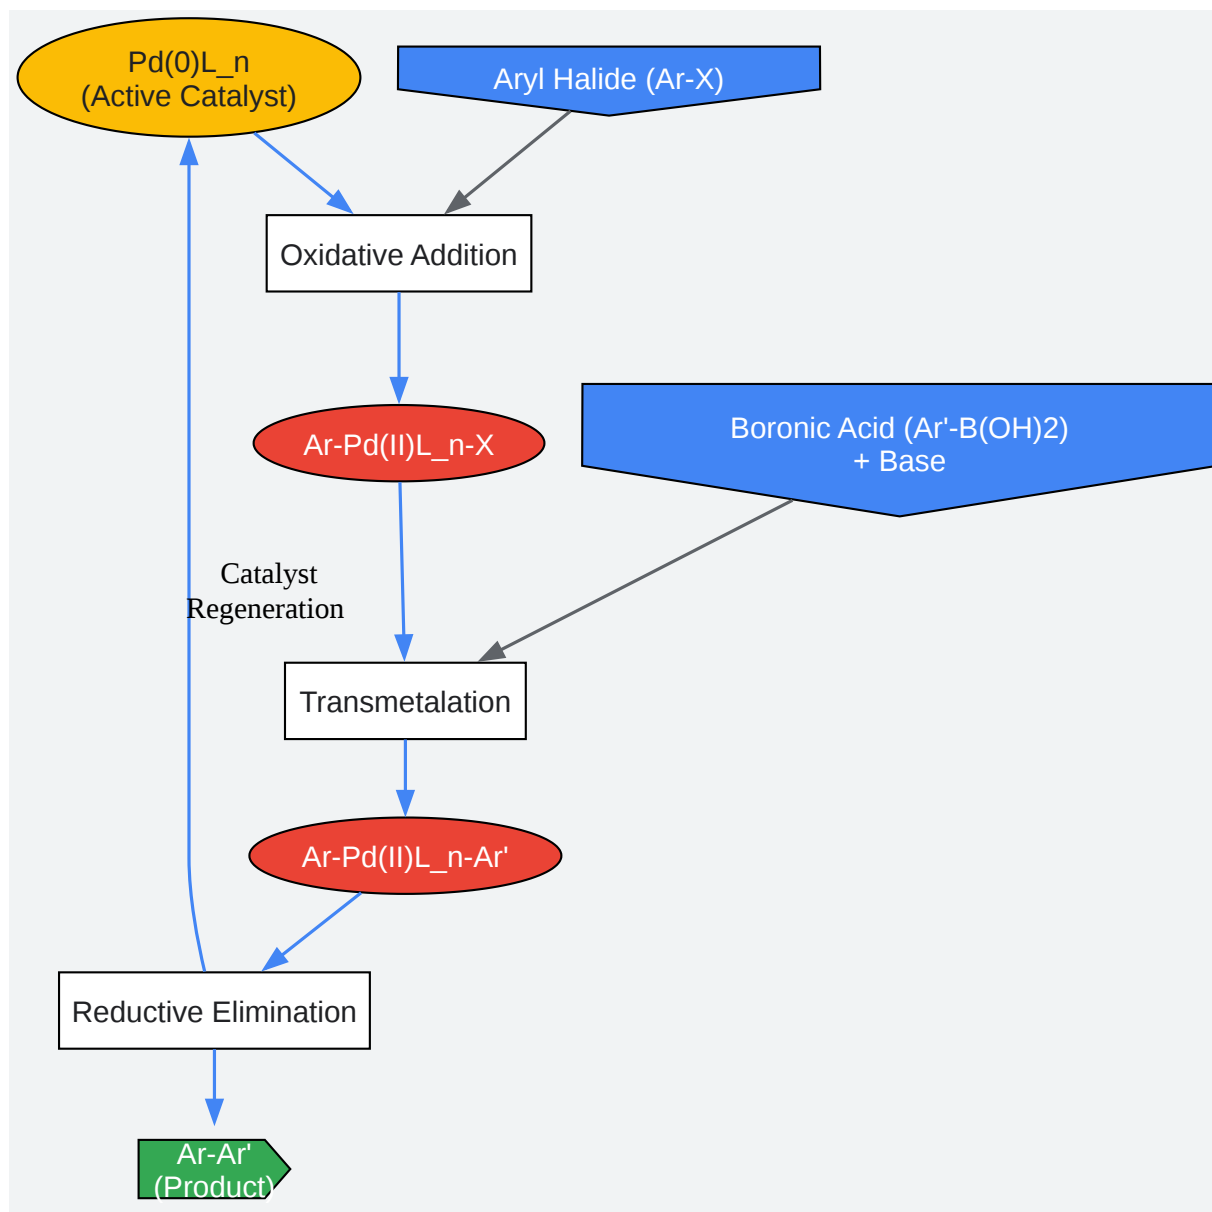 Pd(0)L_n
(Active Catalyst)
Aryl Halide (Ar-X)
Oxidative Addition
Ar-Pd(II)L_n-X
Boronic Acid (Ar'-B(OH)2)
+ Base
Catalyst
Regeneration
Transmetalation
Ar-Pd(II)L_n-Ar'
Reductive Elimination
Ar-Ar'
(Product)